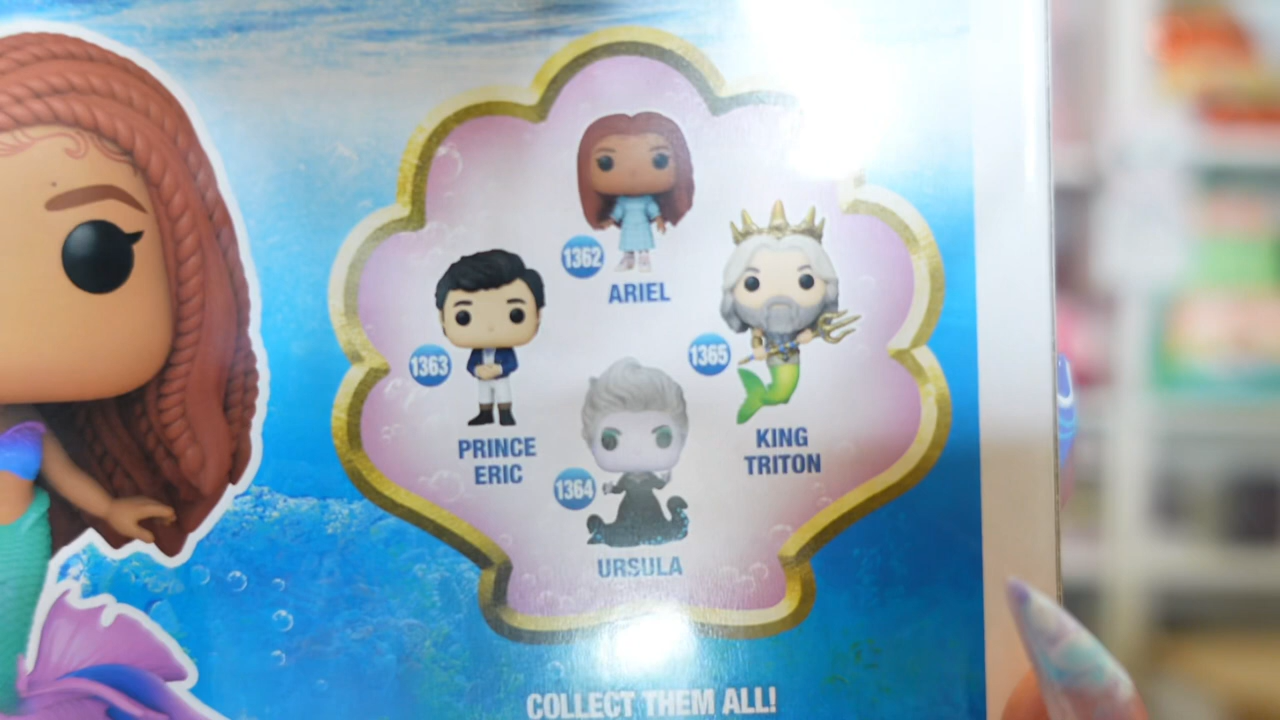 1362
ARIEL
1363
PRINCE
ERIC
1365
KING
TRITON
1364
URSULA
COLLECT THEM ALL!